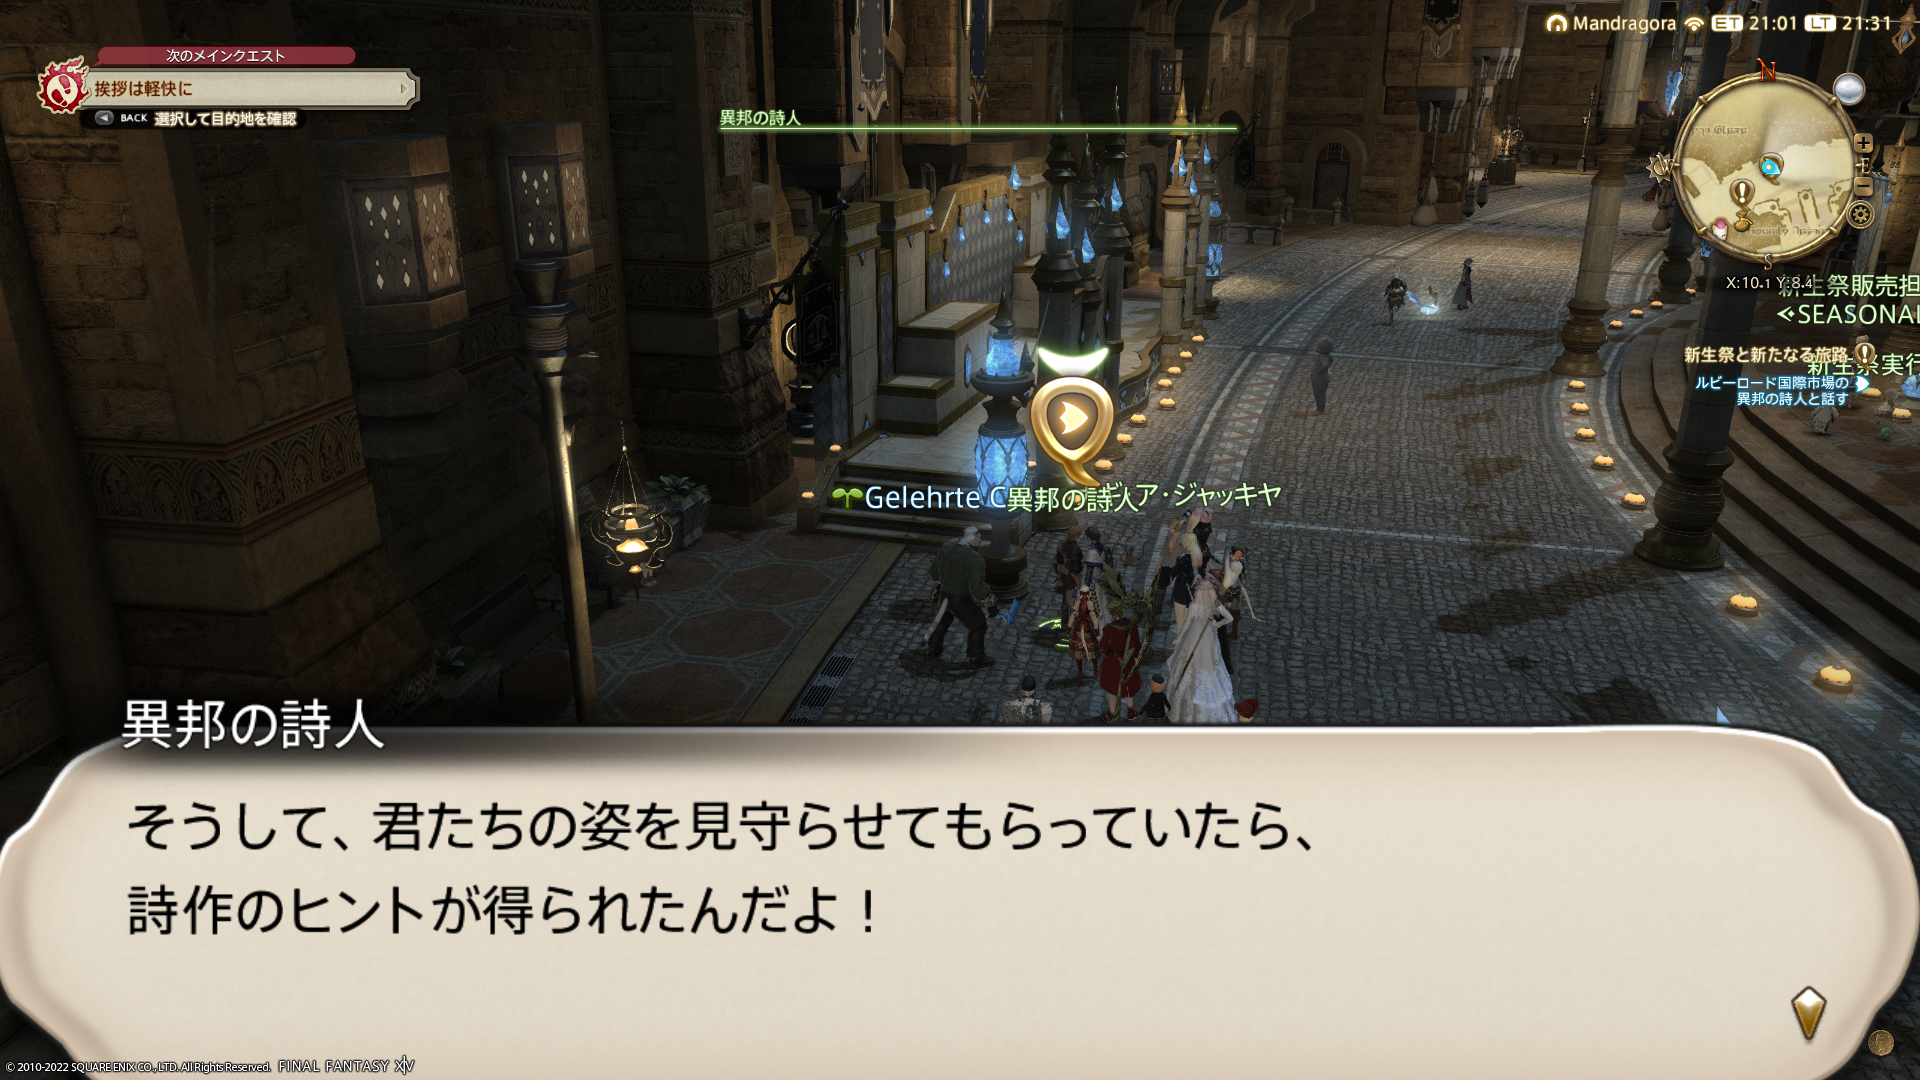 次のメインクエスト
挨拶は軽快に
BACK 選択して目的地を確認
異邦の詩人
Mandragora ET 21:01 LT 21:31
N
S
X:10.1 Y:8.4
新生祭販売担
SEASONAL
新生祭と新たなる旅路
新生祭実行
ルビーロード国際市場の
異邦の詩人と話す
Gelehrte C
異邦の詩人
ア・ジャッキヤ
異邦の詩人
そうして、君たちの姿を見守らせてもらっていたら、
詩作のヒントが得られたんだよ！
© 2010-2022 SQUARE ENIX CO., LTD. All Rights Reserved. FINAL FANTASY XIV